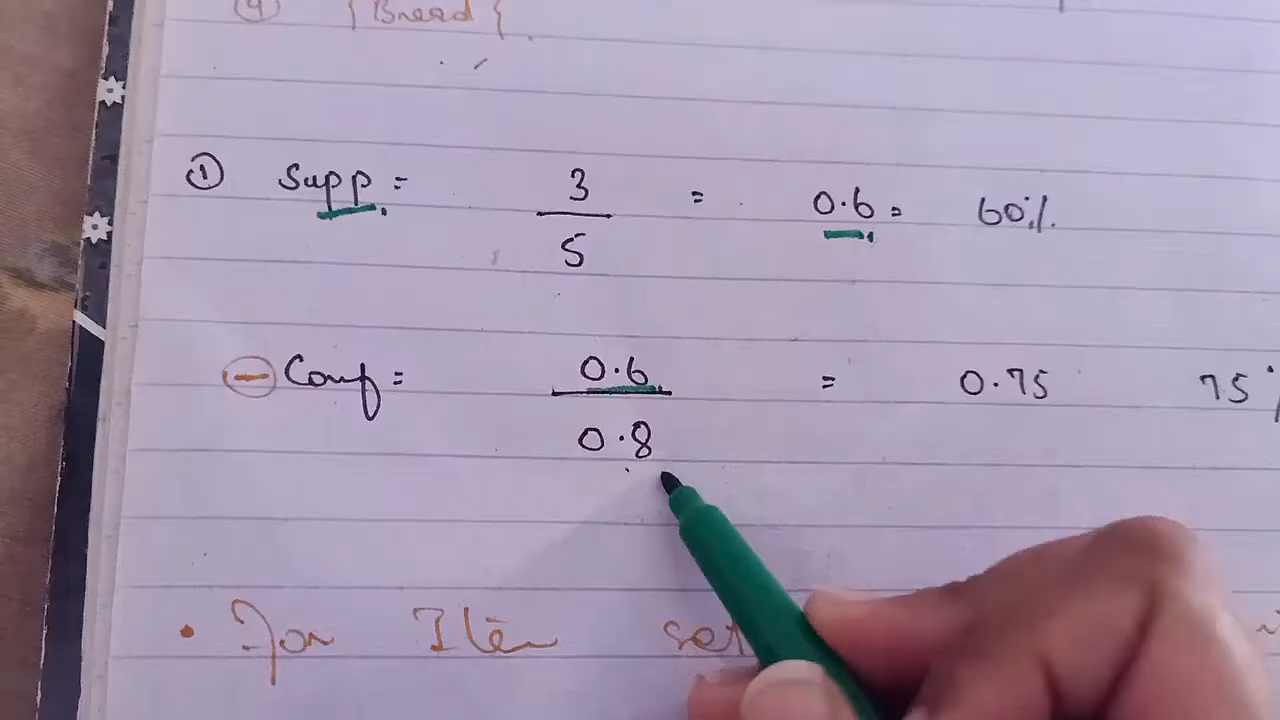 ④ {Bread}.
① Supp = 3/5 = 0.6 = 60%.
Conf = 0.6/0.8 = 0.75 75%
• For Item set